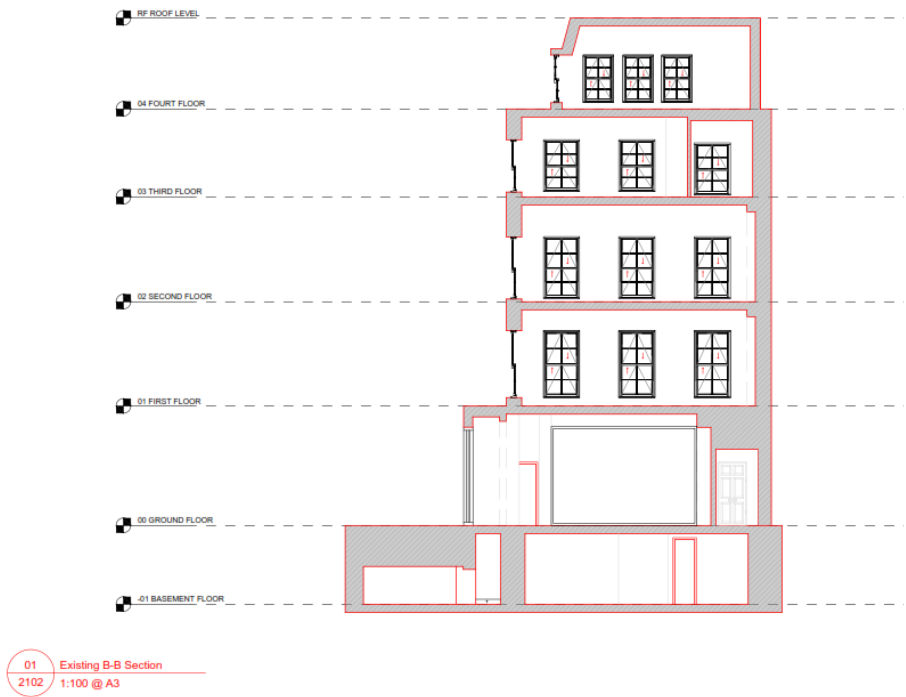 RF ROOF LEVEL
04 FOURT FLOOR
03 THIRD FLOOR
02 SECOND FLOOR
01 FIRST FLOOR
00 GROUND FLOOR
-01 BASEMENT FLOOR
01 Existing B-B Section
2102 1:100 @ A3